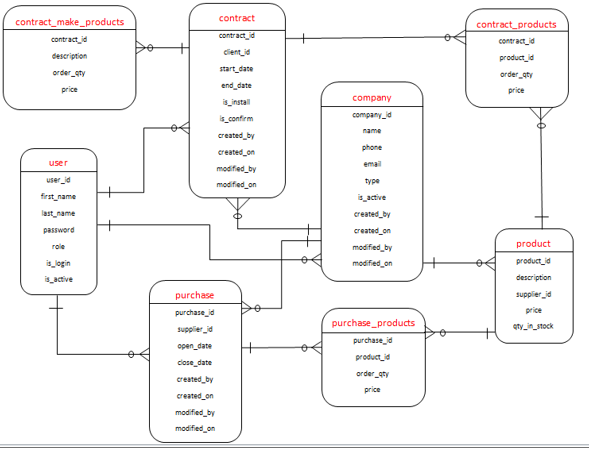 contract_make_products
contract_id
description
order_qty
price
contract
contract_id
client_id
start_date
end_date
is_install
is_confirm
created_by
created_on
modified_by
modified_on
contract_products
contract_id
product_id
order_qty
price
company
company_id
name
phone
email
type
is_active
created_by
created_on
modified_by
modified_on
user
user_id
first_name
last_name
password
role
is_login
is_active
product
product_id
description
supplier_id
price
qty_in_stock
purchase
purchase_id
supplier_id
open_date
close_date
created_by
created_on
modified_by
modified_on
purchase_products
purchase_id
product_id
order_qty
price